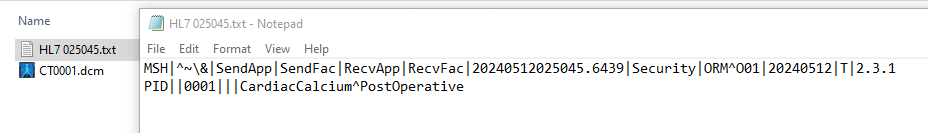 Name
HL7 025045.txt
CT0001.dcm
HL7 025045.txt - Notepad
File Edit Format View Help
MSH|^~\&|SendApp|SendFac|RecvApp|RecvFac|20240512025045.6439|Security|ORM^O01|20240512|T|2.3.1
PID||0001|||CardiacCalcium^PostOperative